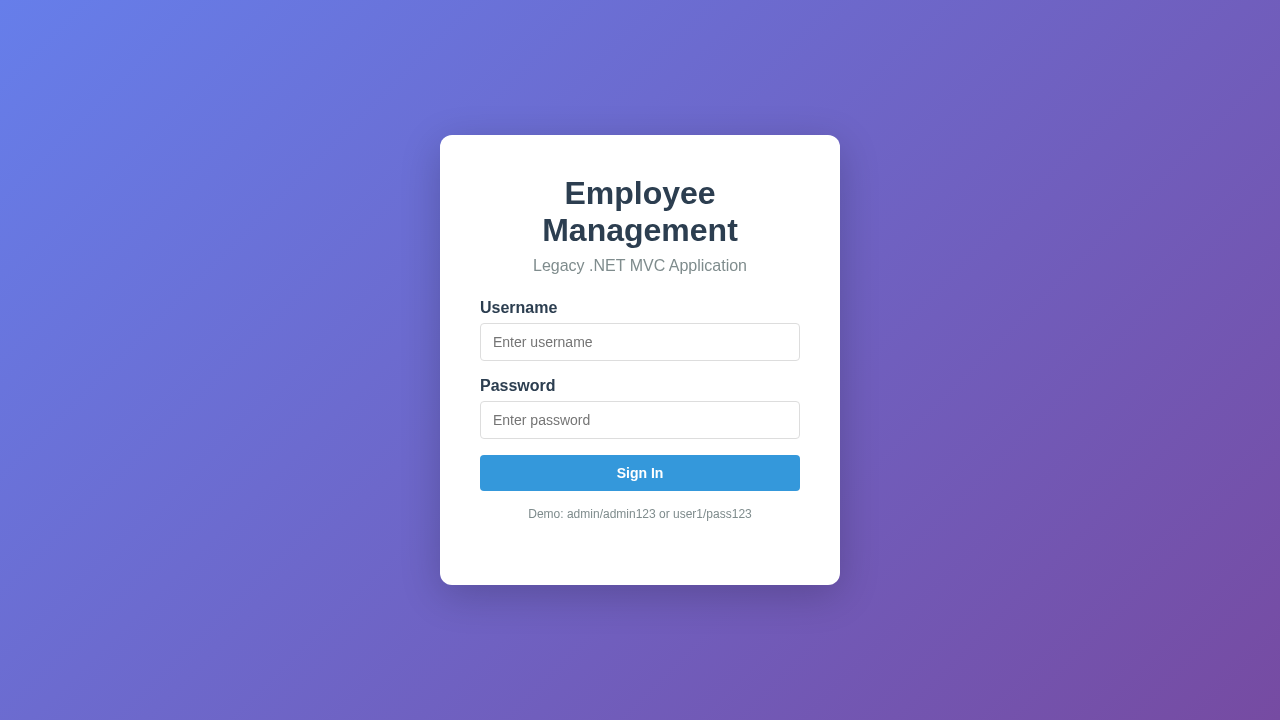 Employee
Management
Legacy .NET MVC Application
Username
Enter username
Password
Enter password
Sign In
Demo: admin/admin123 or user1/pass123